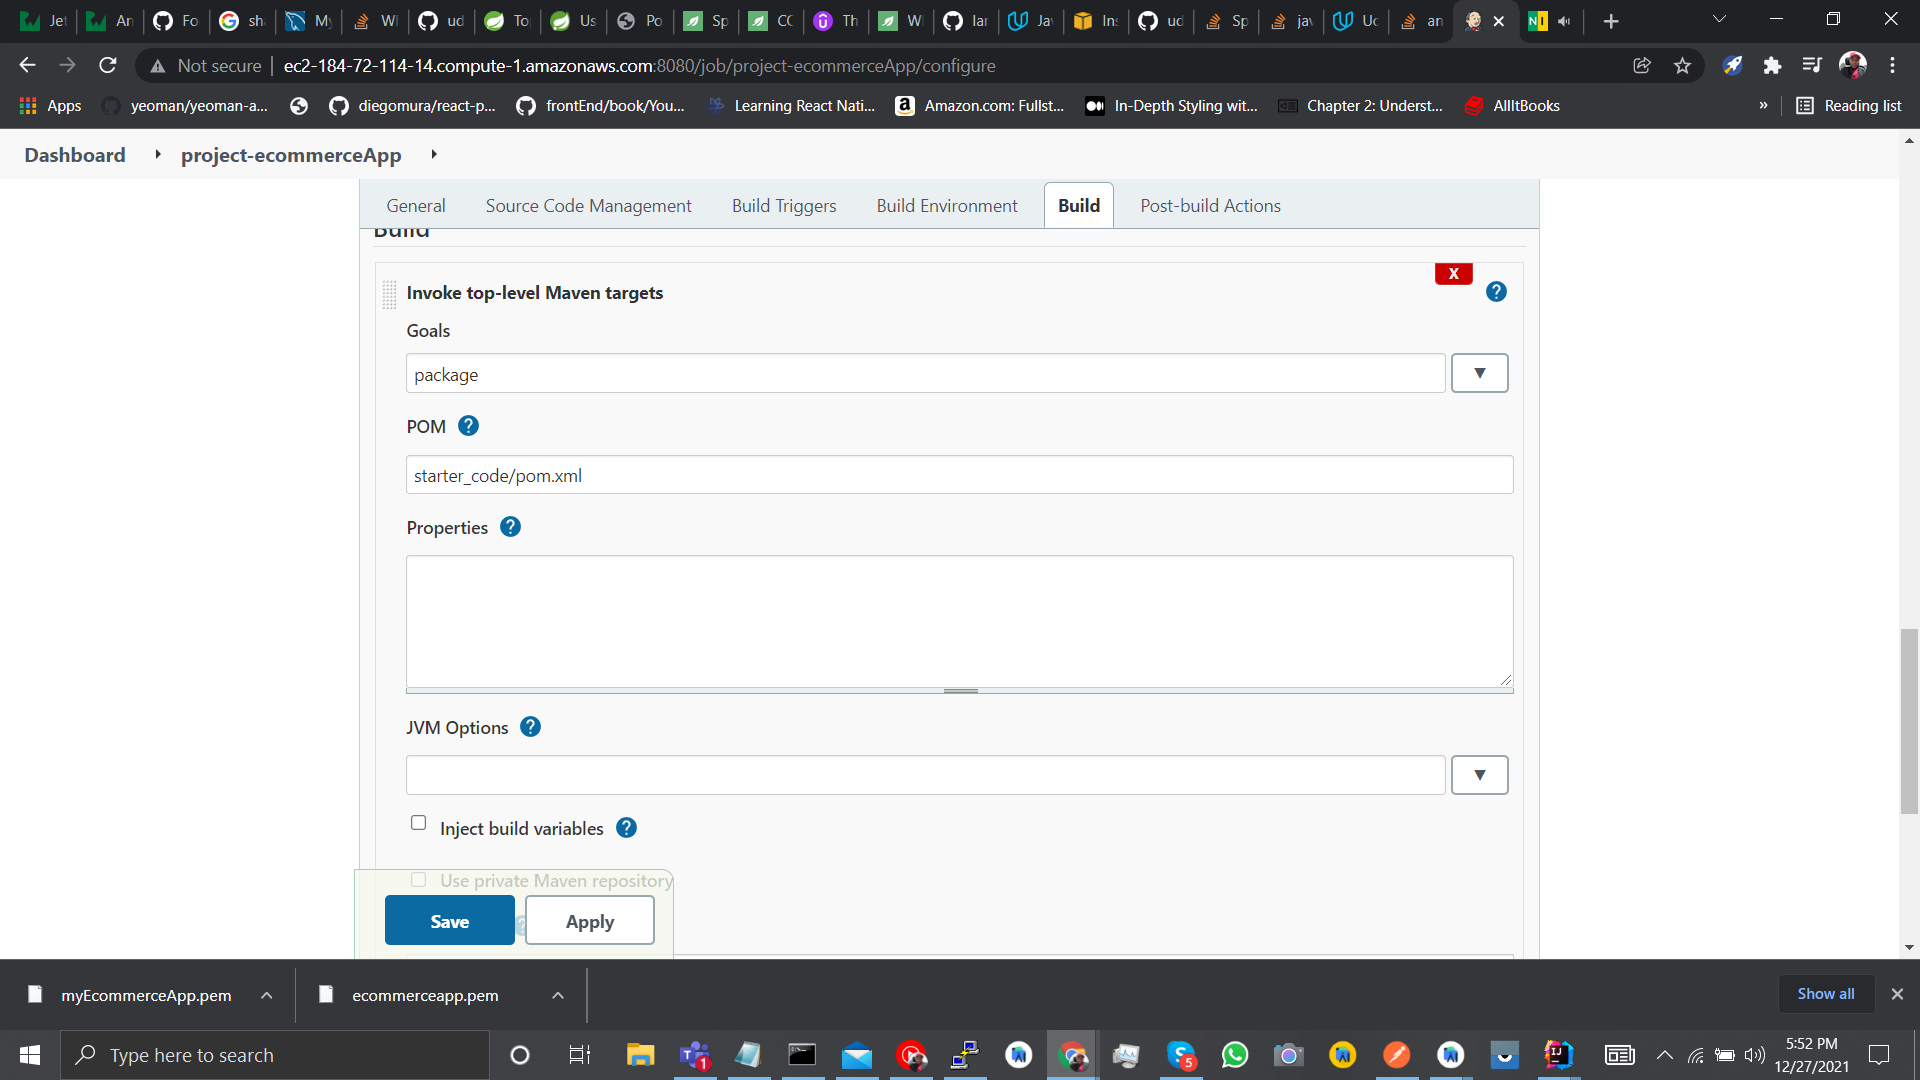 Jet An Fo sh My Wl ud To Us Po Sp CC Th W lar Ja Ins ud Sp jav Uc an NI
Not secure ec2-184-72-114-14.compute-1.amazonaws.com:8080/job/project-ecommerceApp/configure
Apps yeoman/yeoman-a... diegomura/react-p... frontEnd/book/You... Learning React Nati... Amazon.com: Fullst... In-Depth Styling wit... Chapter 2: Underst... AllItBooks » Reading list
Dashboard project-ecommerceApp
General Source Code Management Build Triggers Build Environment Build Post-build Actions
Build
X
Invoke top-level Maven targets ?
Goals
package
POM ?
starter_code/pom.xml
Properties ?
JVM Options ?
Inject build variables ?
Use private Maven repository
Save Apply
myEcommerceApp.pem ecommerceapp.pem Show all
Type here to search 1 5 5:52 PM
12/27/2021